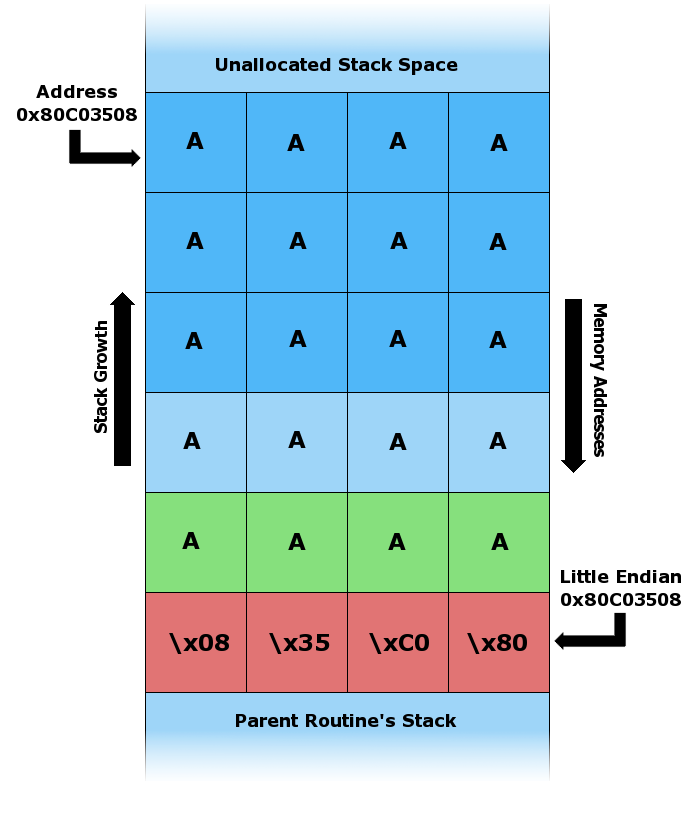 Unallocated Stack Space
Address
0x80C03508
A A A A
A A A A
Stack Growth
Memory Addresses
A A A A
A A A A
A A A A
Little Endian
0x80C03508
\x08 \x35 \xC0 \x80
Parent Routine's Stack